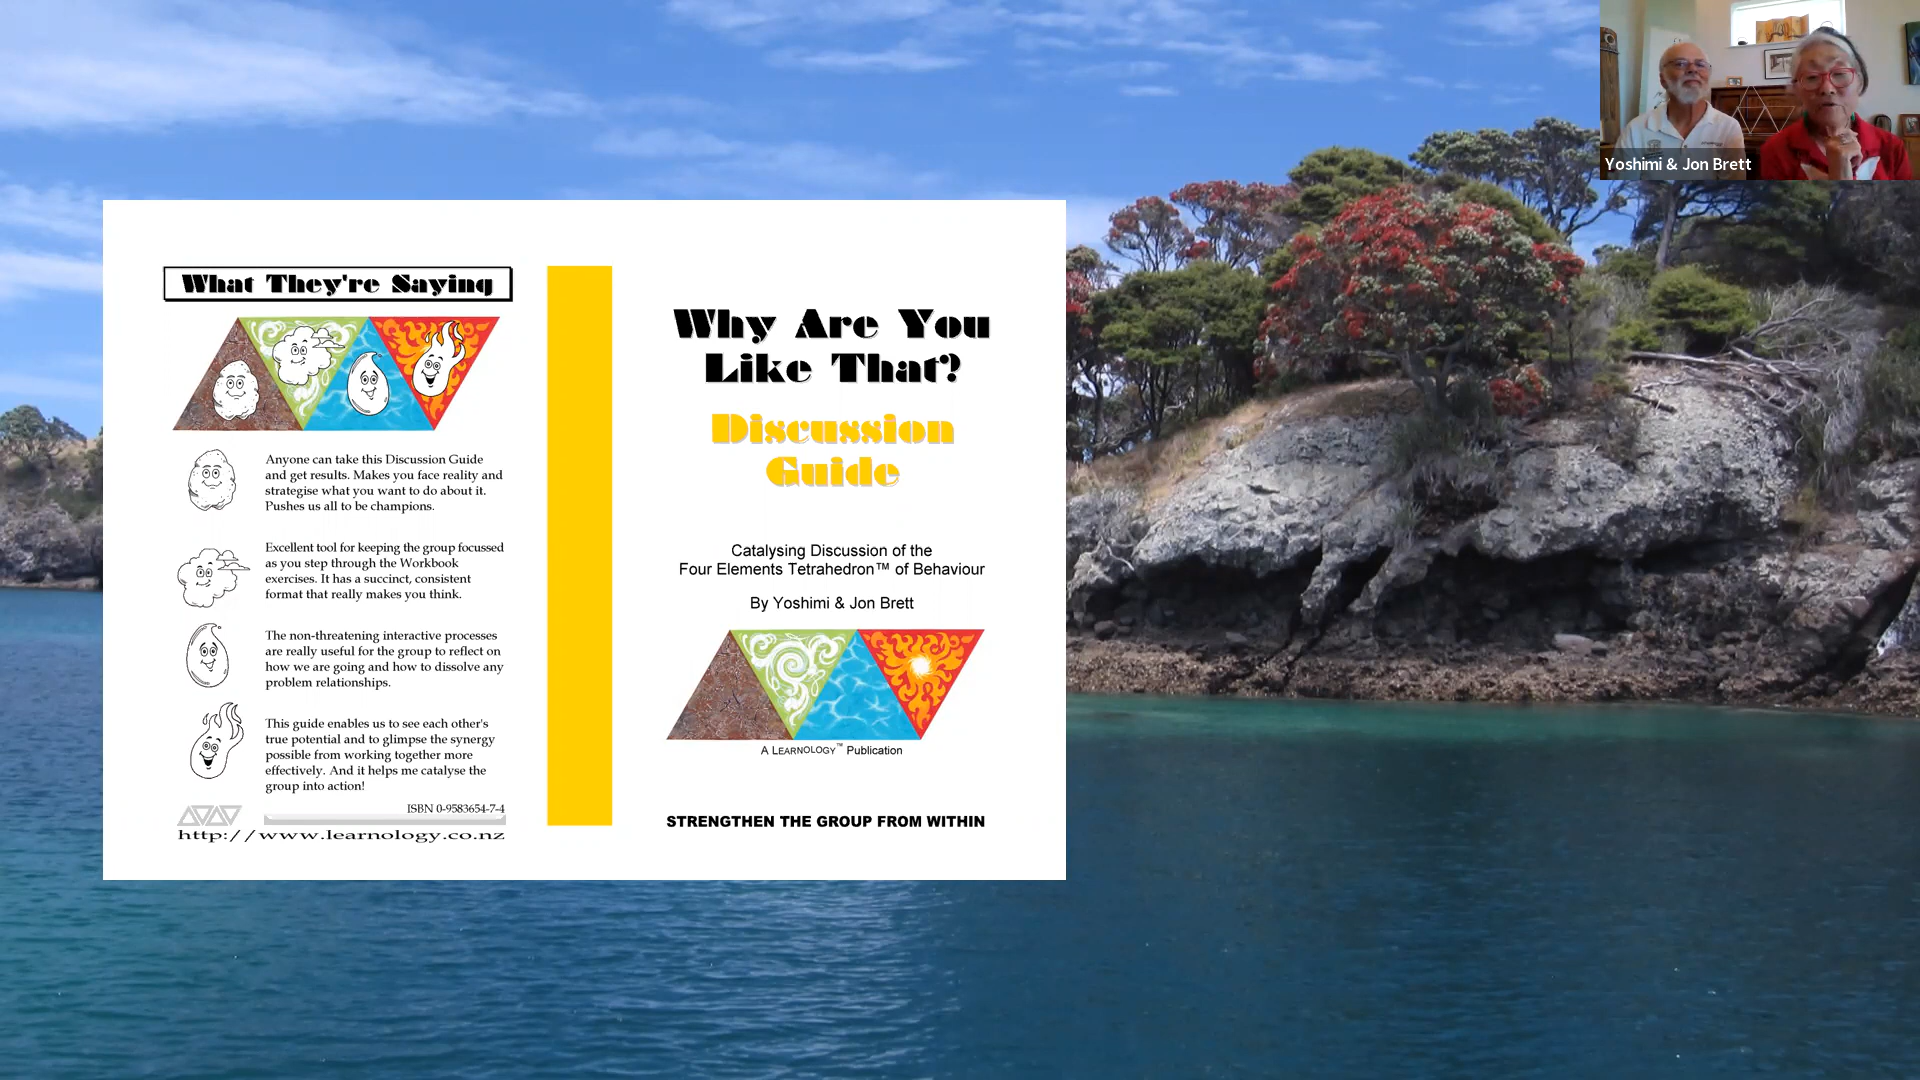 Yoshimi & Jon Brett
What They're Saying
Anyone can take this Discussion Guide
and get results. Makes you face reality and
strategise what you want to do about it.
Pushes us all to be champions.
Excellent tool for keeping the group focussed
as you step through the Workbook
exercises. It has a succinct, consistent
format that really makes you think.
The non-threatening interactive processes
are really useful for the group to reflect on
how we are going and how to dissolve any
problem relationships.
This guide enables us to see each other's
true potential and to glimpse the synergy
possible from working together more
effectively. And it helps me catalyse the
group into action!
ISBN 0-9583654-7-4
http://www.learnology.co.nz
Why Are You
Like That?
Discussion
Guide
Catalysing Discussion of the
Four Elements Tetrahedron™ of Behaviour
By Yoshimi & Jon Brett
A LEARNOLOGY™ Publication
STRENGTHEN THE GROUP FROM WITHIN